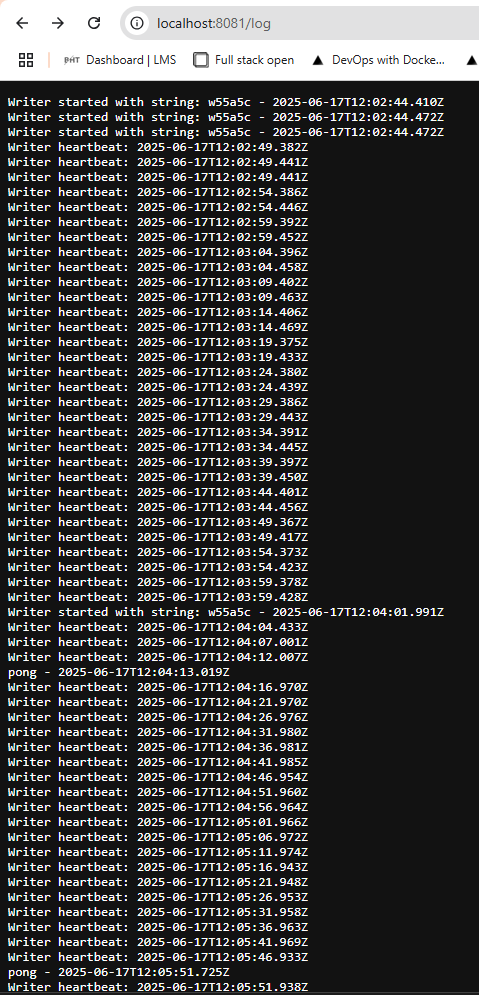 localhost:8081/log
Dashboard | LMS Full stack open DevOps with Docke...
Writer started with string: w55a5c - 2025-06-17T12:02:44.410Z
Writer started with string: w55a5c - 2025-06-17T12:02:44.472Z
Writer started with string: w55a5c - 2025-06-17T12:02:44.472Z
Writer heartbeat: 2025-06-17T12:02:49.382Z
Writer heartbeat: 2025-06-17T12:02:49.441Z
Writer heartbeat: 2025-06-17T12:02:49.441Z
Writer heartbeat: 2025-06-17T12:02:54.386Z
Writer heartbeat: 2025-06-17T12:02:54.446Z
Writer heartbeat: 2025-06-17T12:02:59.392Z
Writer heartbeat: 2025-06-17T12:02:59.452Z
Writer heartbeat: 2025-06-17T12:03:04.396Z
Writer heartbeat: 2025-06-17T12:03:04.458Z
Writer heartbeat: 2025-06-17T12:03:09.402Z
Writer heartbeat: 2025-06-17T12:03:09.463Z
Writer heartbeat: 2025-06-17T12:03:14.406Z
Writer heartbeat: 2025-06-17T12:03:14.469Z
Writer heartbeat: 2025-06-17T12:03:19.375Z
Writer heartbeat: 2025-06-17T12:03:19.433Z
Writer heartbeat: 2025-06-17T12:03:24.380Z
Writer heartbeat: 2025-06-17T12:03:24.439Z
Writer heartbeat: 2025-06-17T12:03:29.386Z
Writer heartbeat: 2025-06-17T12:03:29.443Z
Writer heartbeat: 2025-06-17T12:03:34.391Z
Writer heartbeat: 2025-06-17T12:03:34.445Z
Writer heartbeat: 2025-06-17T12:03:39.397Z
Writer heartbeat: 2025-06-17T12:03:39.450Z
Writer heartbeat: 2025-06-17T12:03:44.401Z
Writer heartbeat: 2025-06-17T12:03:44.456Z
Writer heartbeat: 2025-06-17T12:03:49.367Z
Writer heartbeat: 2025-06-17T12:03:49.417Z
Writer heartbeat: 2025-06-17T12:03:54.373Z
Writer heartbeat: 2025-06-17T12:03:54.423Z
Writer heartbeat: 2025-06-17T12:03:59.378Z
Writer heartbeat: 2025-06-17T12:03:59.428Z
Writer started with string: w55a5c - 2025-06-17T12:04:01.991Z
Writer heartbeat: 2025-06-17T12:04:04.433Z
Writer heartbeat: 2025-06-17T12:04:07.001Z
Writer heartbeat: 2025-06-17T12:04:12.007Z
pong - 2025-06-17T12:04:13.019Z
Writer heartbeat: 2025-06-17T12:04:16.970Z
Writer heartbeat: 2025-06-17T12:04:21.970Z
Writer heartbeat: 2025-06-17T12:04:26.976Z
Writer heartbeat: 2025-06-17T12:04:31.980Z
Writer heartbeat: 2025-06-17T12:04:36.981Z
Writer heartbeat: 2025-06-17T12:04:41.985Z
Writer heartbeat: 2025-06-17T12:04:46.954Z
Writer heartbeat: 2025-06-17T12:04:51.960Z
Writer heartbeat: 2025-06-17T12:04:56.964Z
Writer heartbeat: 2025-06-17T12:05:01.966Z
Writer heartbeat: 2025-06-17T12:05:06.972Z
Writer heartbeat: 2025-06-17T12:05:11.974Z
Writer heartbeat: 2025-06-17T12:05:16.943Z
Writer heartbeat: 2025-06-17T12:05:21.948Z
Writer heartbeat: 2025-06-17T12:05:26.953Z
Writer heartbeat: 2025-06-17T12:05:31.958Z
Writer heartbeat: 2025-06-17T12:05:36.963Z
Writer heartbeat: 2025-06-17T12:05:41.969Z
Writer heartbeat: 2025-06-17T12:05:46.933Z
pong - 2025-06-17T12:05:51.725Z
Writer heartbeat: 2025-06-17T12:05:51.938Z